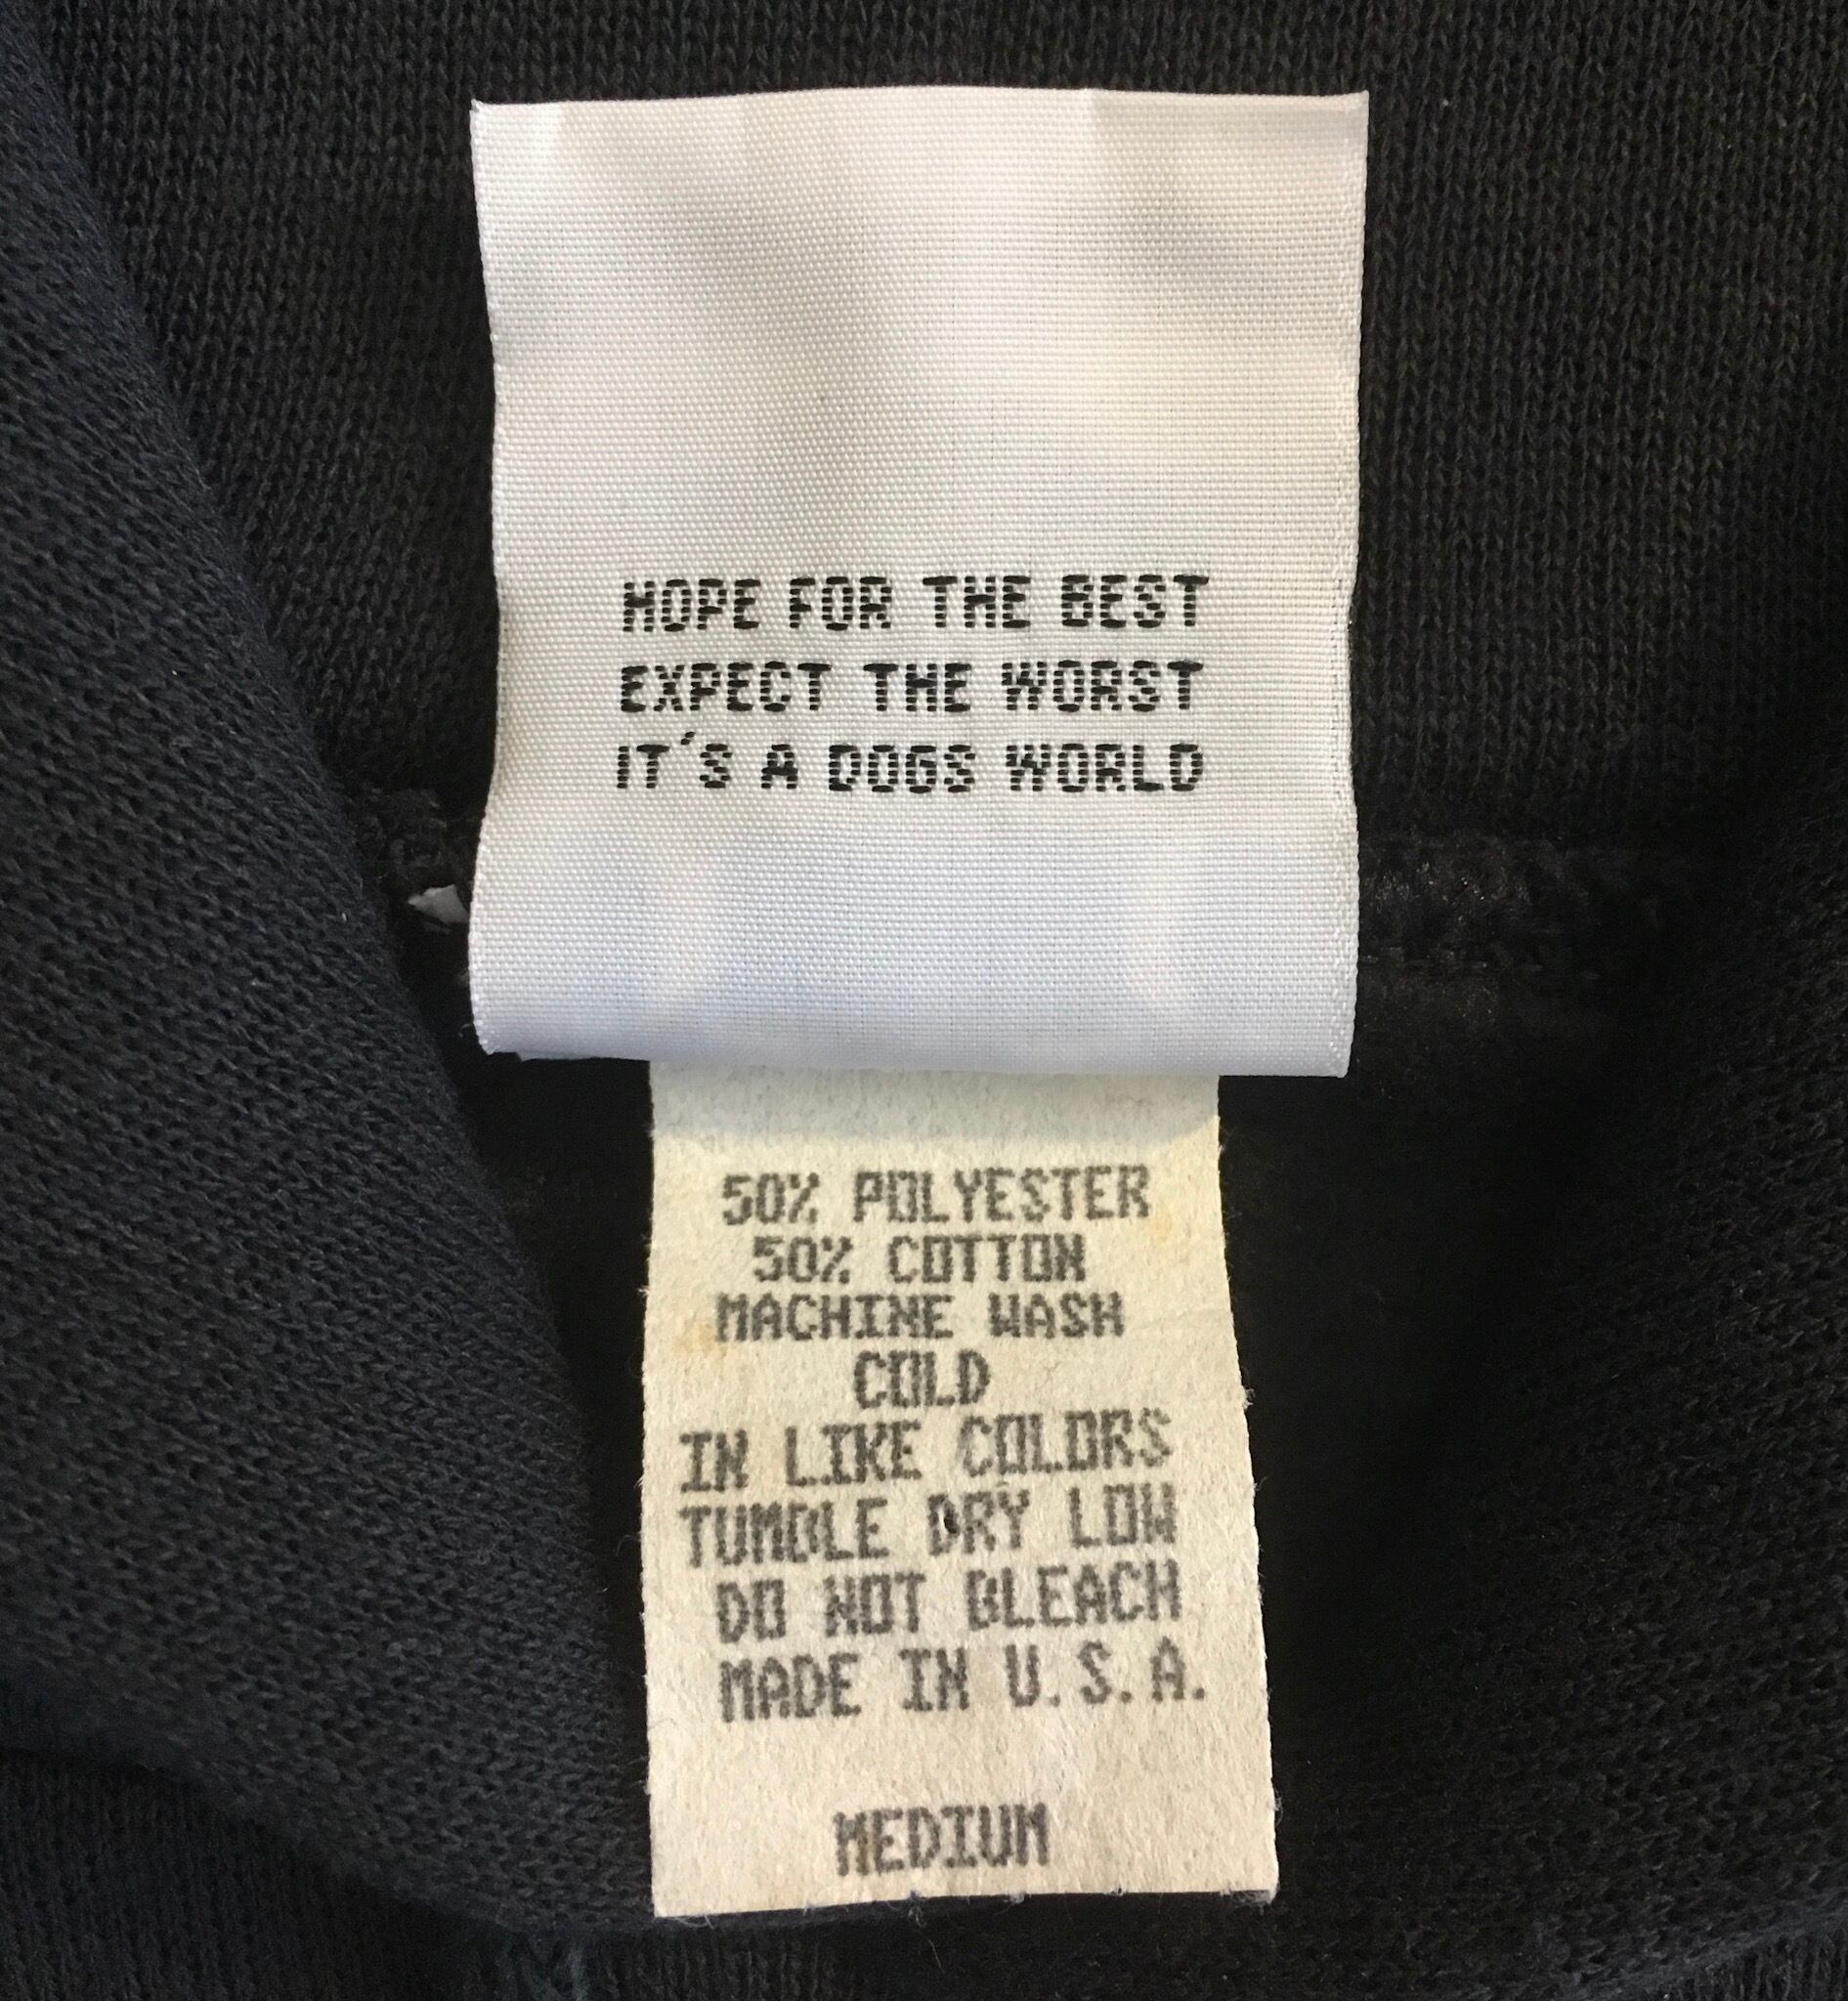 HOPE FOR THE BEST
EXPECT THE WORST
IT'S A DOGS WORLD
50% POLYESTER
50% COTTON
MACHINE WASH
COLD
IN LIKE COLORS
TUMBLE DRY LOW
DO NOT BLEACH
MADE IN U.S.A.
MEDIUM